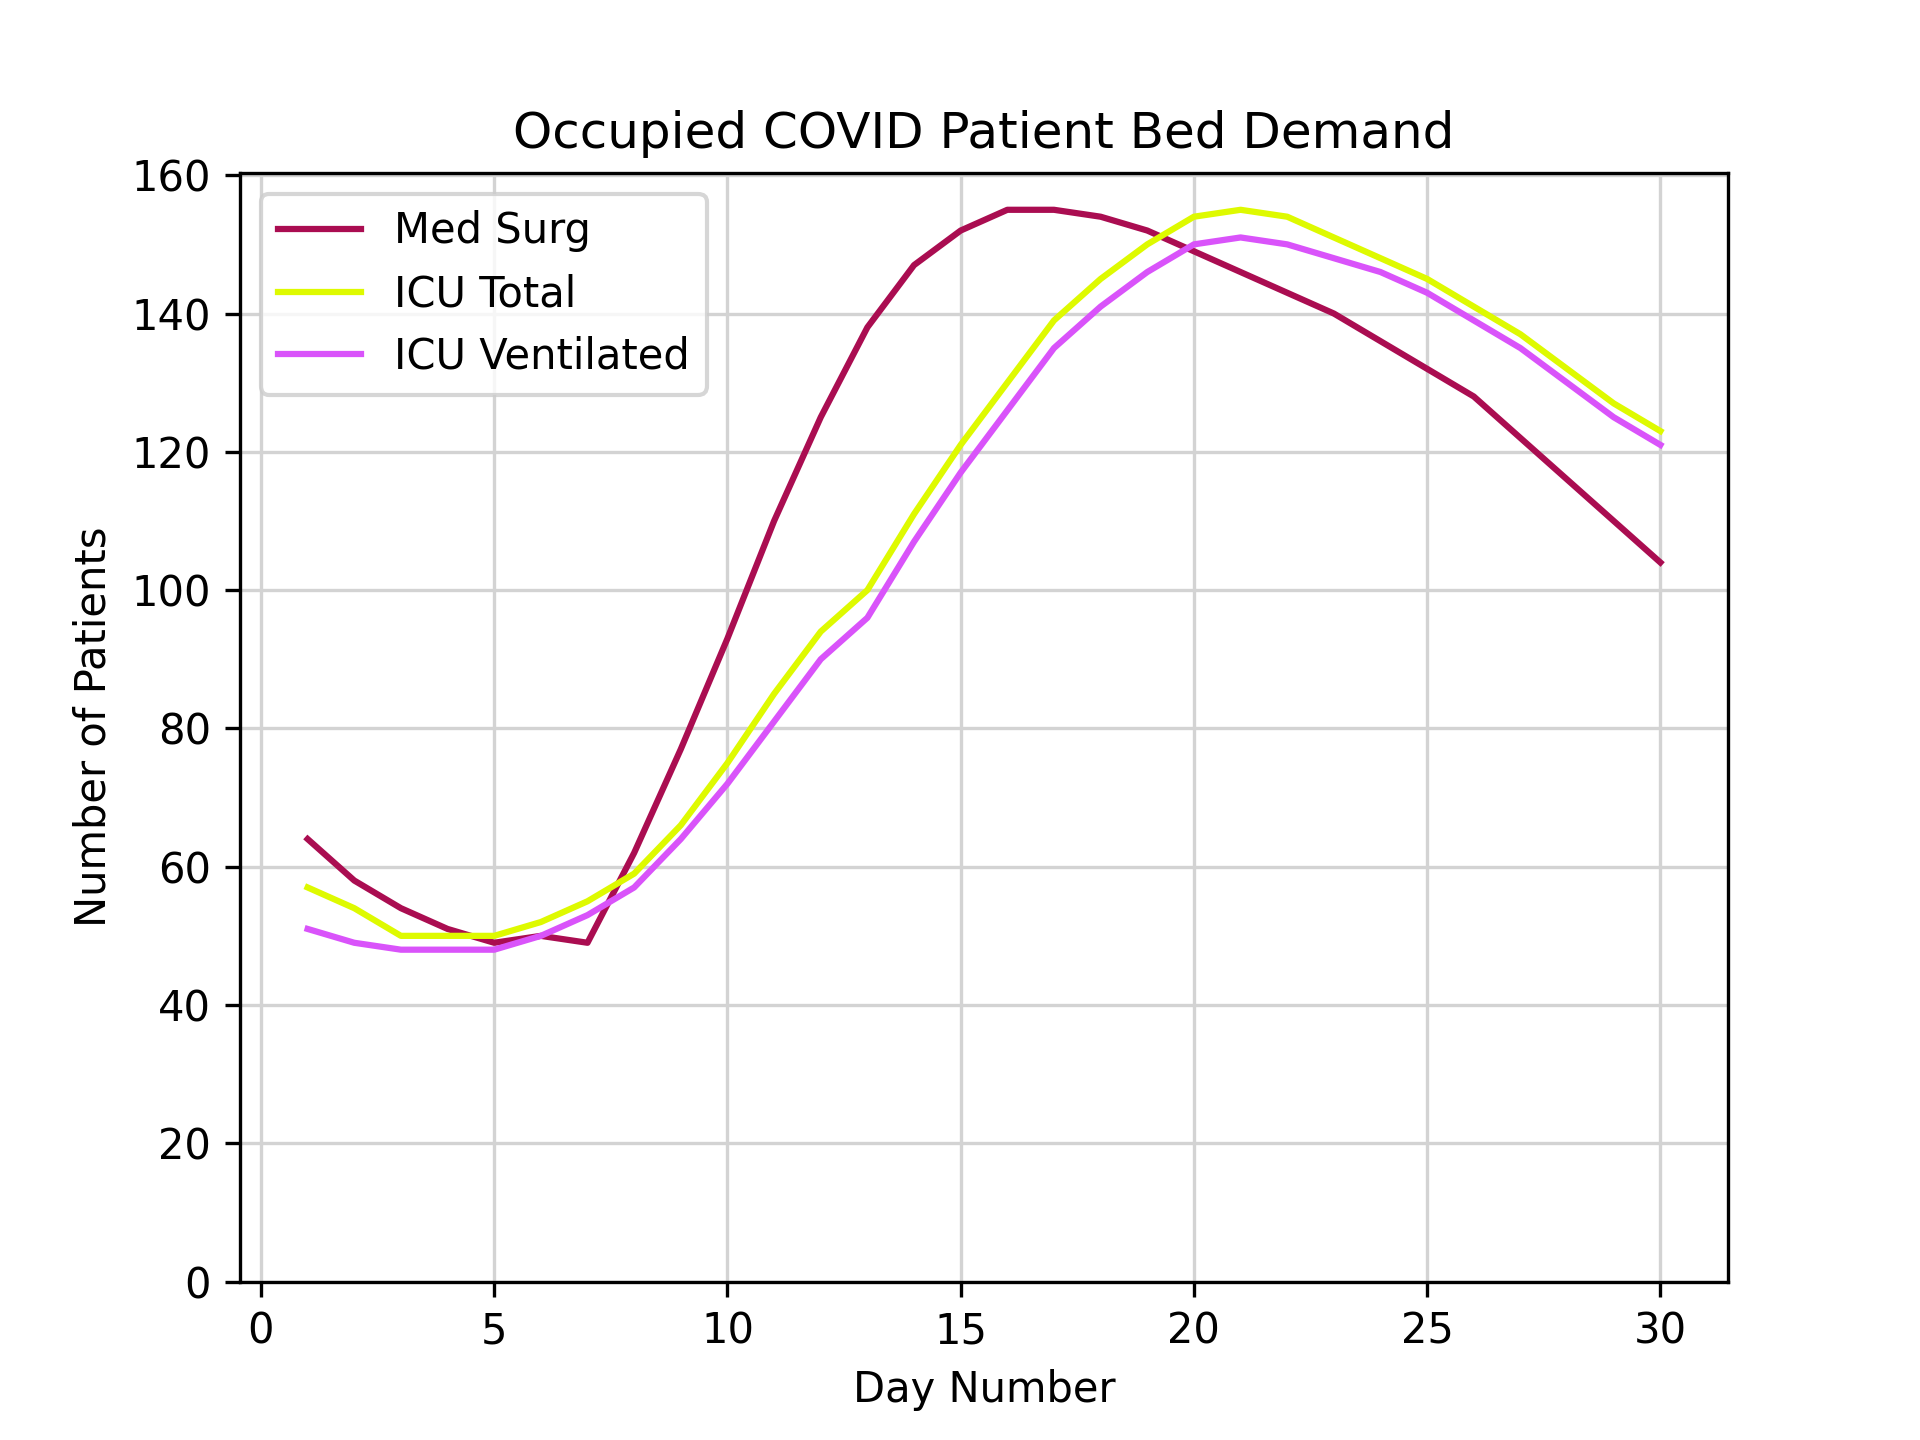 Occupied COVID Patient Bed Demand
160
140
120
100
80
60
40
20
0
Number of Patients
Med Surg
ICU Total
ICU Ventilated
0 5 10 15 20 25 30
Day Number